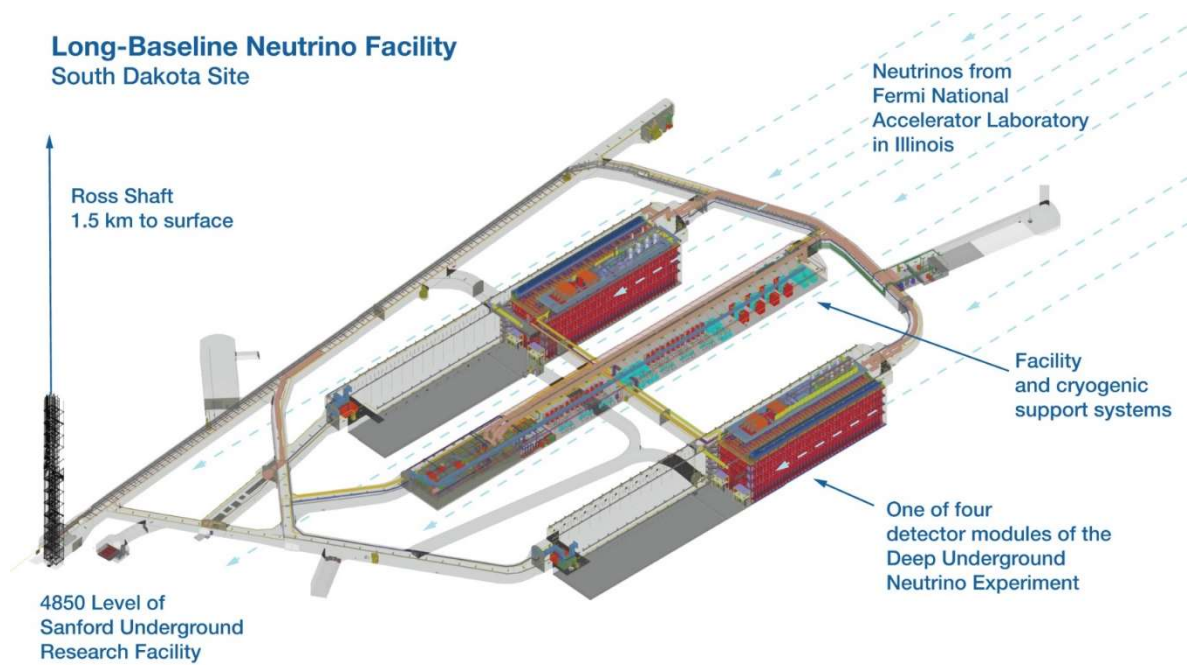 Long-Baseline Neutrino Facility
South Dakota Site
Neutrinos from
Fermi National
Accelerator Laboratory
in Illinois
Ross Shaft
1.5 km to surface
Facility
and cryogenic
support systems
One of four
detector modules of the
Deep Underground
Neutrino Experiment
4850 Level of
Sanford Underground
Research Facility